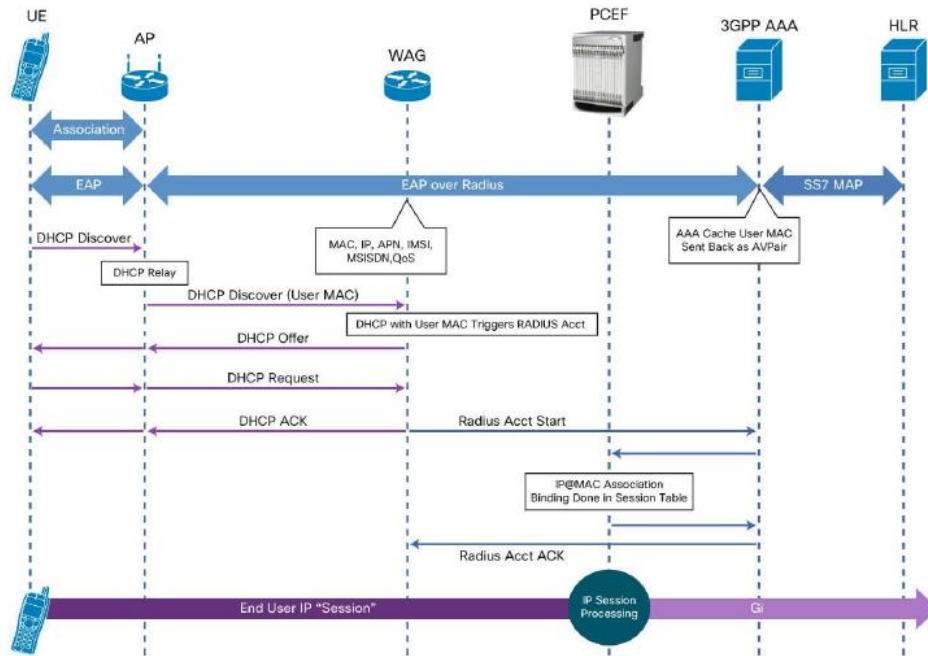 UE
AP
WAG
PCEF
3GPP AAA
HLR
Association
EAP
EAP over Radius
SS7 MAP
MAC, IP, APN, IMSI,
MSISDN,QoS
AAA Cache User MAC
Sent Back as AVPair
DHCP Discover
DHCP Relay
DHCP Discover (User MAC)
DHCP with User MAC Triggers RADIUS Acct
DHCP Offer
DHCP Request
DHCP ACK
Radius Acct Start
IP@MAC Association
Binding Done in Session Table
Radius Acct ACK
End User IP “Session”
IP Session
Processing
Gi